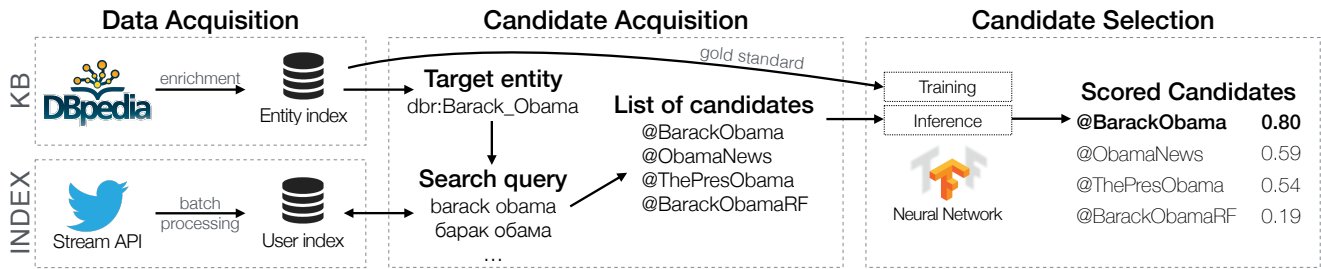 Data Acquisition
Candidate Acquisition
Candidate Selection
KB
DBpedia
enrichment
Entity index
INDEX
Stream API
batch
processing
User index
Target entity
dbr:Barack_Obama
Search query
barack obama
барак обама
...
List of candidates
@BarackObama
@ObamaNews
@ThePresObama
@BarackObamaRF
gold standard
Training
Inference
TF
Neural Network
Scored Candidates
@BarackObama 0.80
@ObamaNews 0.59
@ThePresObama 0.54
@BarackObamaRF 0.19